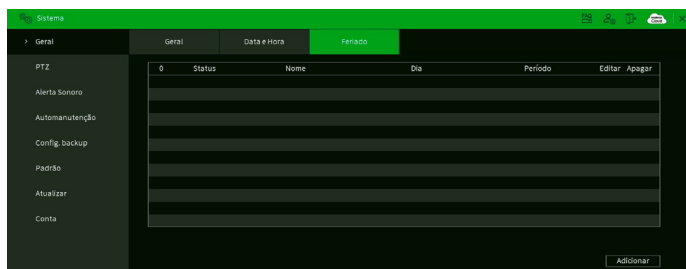 Sistema
Geral
PTZ
Alerta Sonoro
Automanutenção
Config. backup
Padrão
Atualizar
Conta
Geral Data e Hora Feriado
0 Status Nome Dia Período Editar Apagar
Adicionar